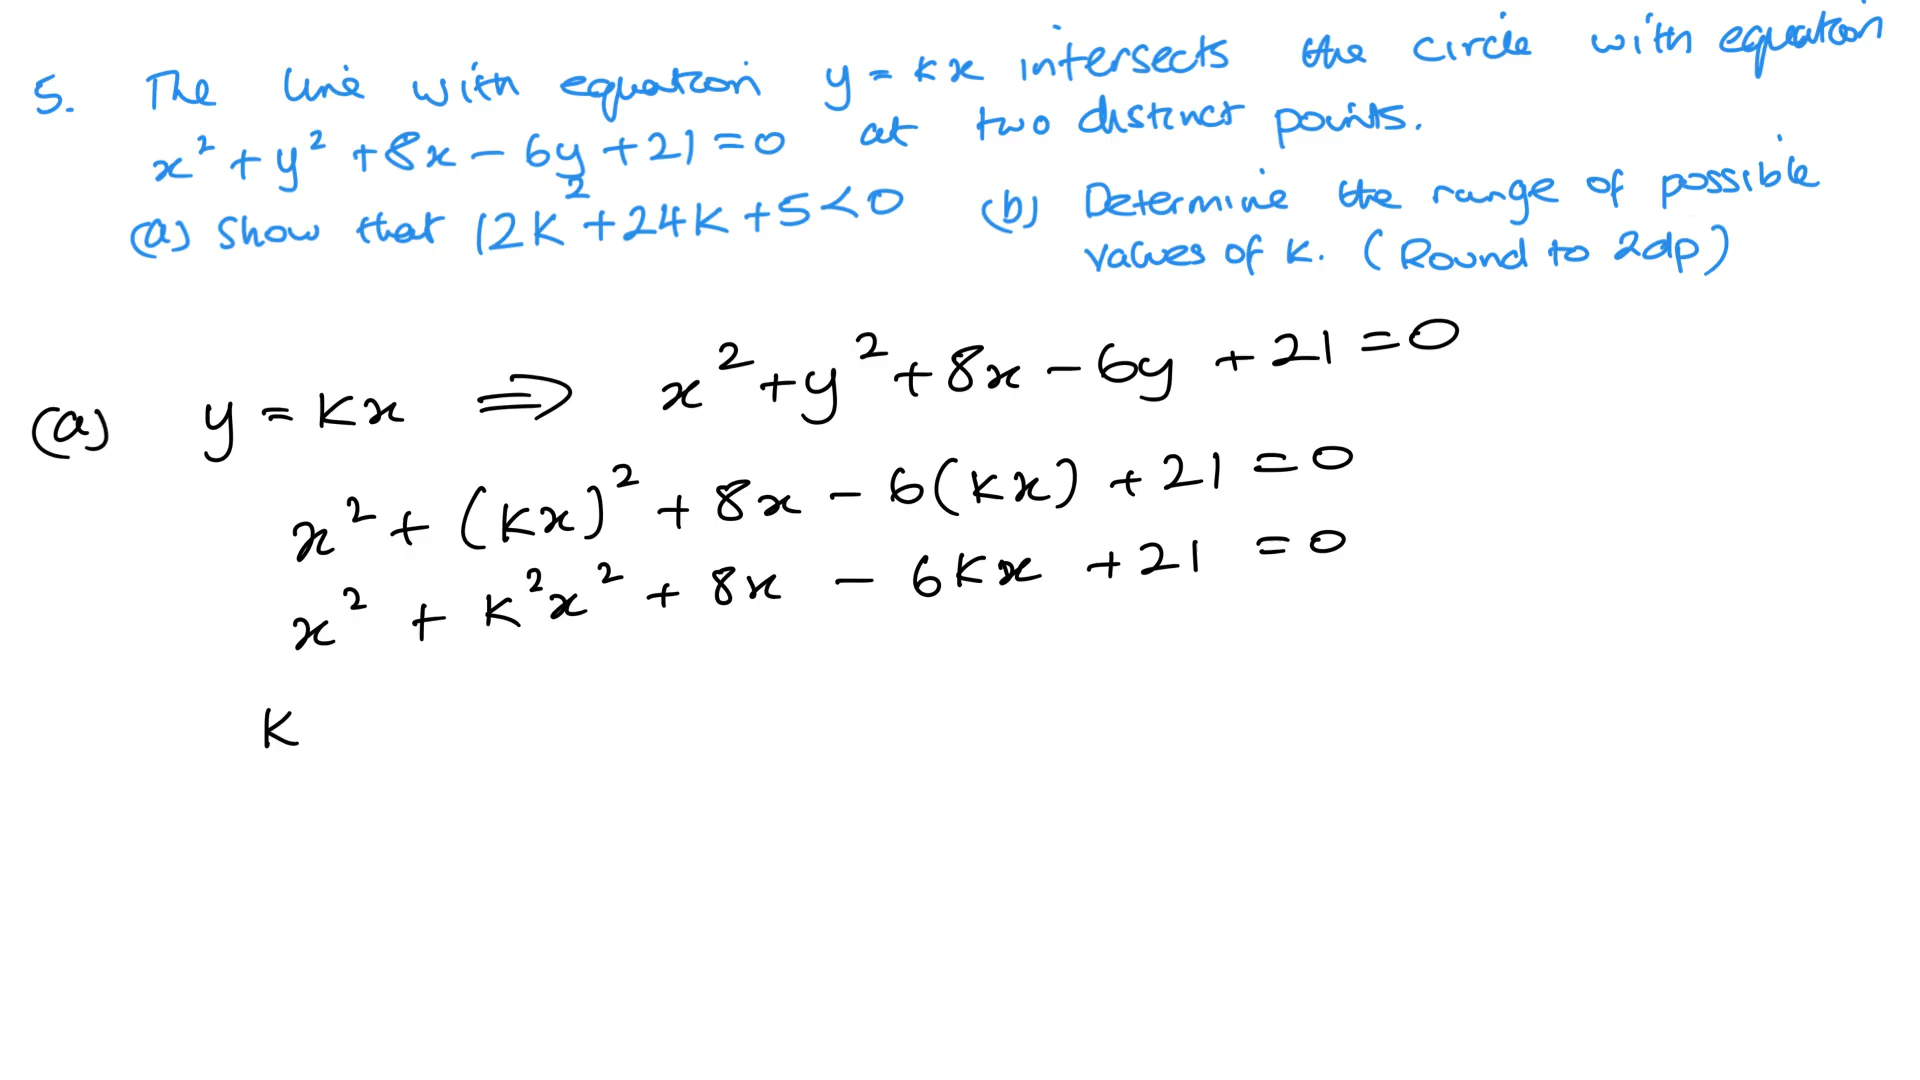 5. The line with equation y = kx intersects the circle with equation
x² + y² + 8x − 6y + 21 = 0 at two distinct points.
(a) Show that 12k² + 24k + 5 < 0 (b) Determine the range of possible
values of k. (Round to 2dp)
(a) y = kx ⇒ x² + y² + 8x − 6y + 21 = 0
x² + (kx)² + 8x − 6(kx) + 21 = 0
x² + k²x² + 8x − 6kx + 21 = 0
k